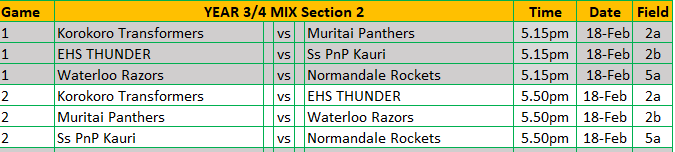 Game YEAR 3/4 MIX Section 2 Time Date Field
1 Korokoro Transformers vs Muritai Panthers 5.15pm 18-Feb 2a
1 EHS THUNDER vs Ss PnP Kauri 5.15pm 18-Feb 2b
1 Waterloo Razors vs Normandale Rockets 5.15pm 18-Feb 5a
2 Korokoro Transformers vs EHS THUNDER 5.50pm 18-Feb 2a
2 Muritai Panthers vs Waterloo Razors 5.50pm 18-Feb 2b
2 Ss PnP Kauri vs Normandale Rockets 5.50pm 18-Feb 5a